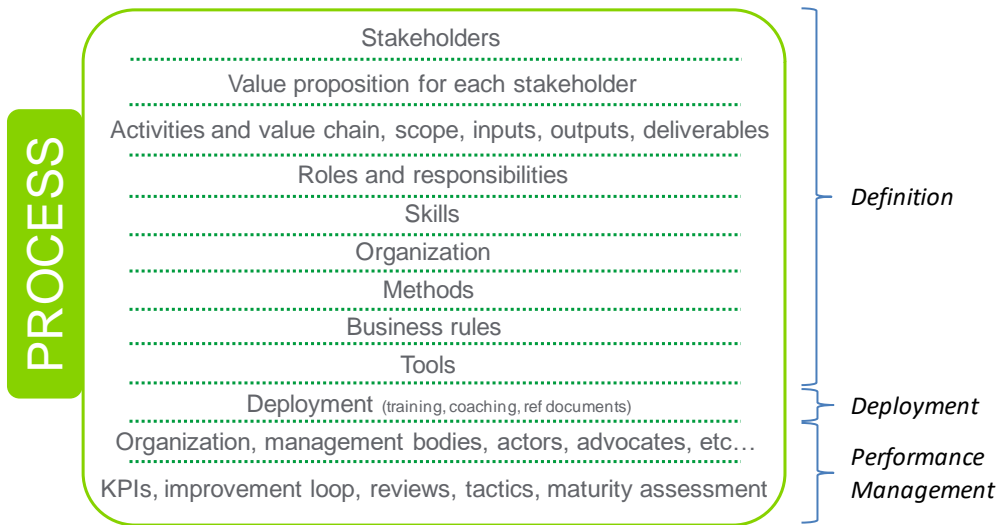 PROCESS
Stakeholders
Value proposition for each stakeholder
Activities and value chain, scope, inputs, outputs, deliverables
Roles and responsibilities
Skills
Organization
Methods
Business rules
Tools
Deployment (training, coaching, ref documents)
Organization, management bodies, actors, advocates, etc…
KPIs, improvement loop, reviews, tactics, maturity assessment
Definition
Deployment
Performance
Management